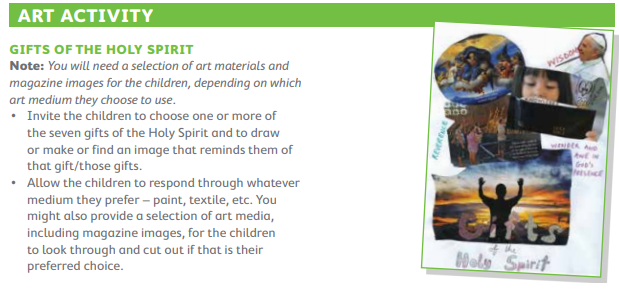 ART ACTIVITY
GIFTS OF THE HOLY SPIRIT
Note: You will need a selection of art materials and
magazine images for the children, depending on which
art medium they choose to use.
• Invite the children to choose one or more of
the seven gifts of the Holy Spirit and to draw
or make or find an image that reminds them of
that gift/those gifts.
• Allow the children to respond through whatever
medium they prefer – paint, textile, etc. You
might also provide a selection of art media,
including magazine images, for the children
to look through and cut out if that is their
preferred choice.
WISDOM
REVERENCE
WONDER AND
AWE IN
GOD'S
PRESENCE
Gifts
of the
Holy Spirit